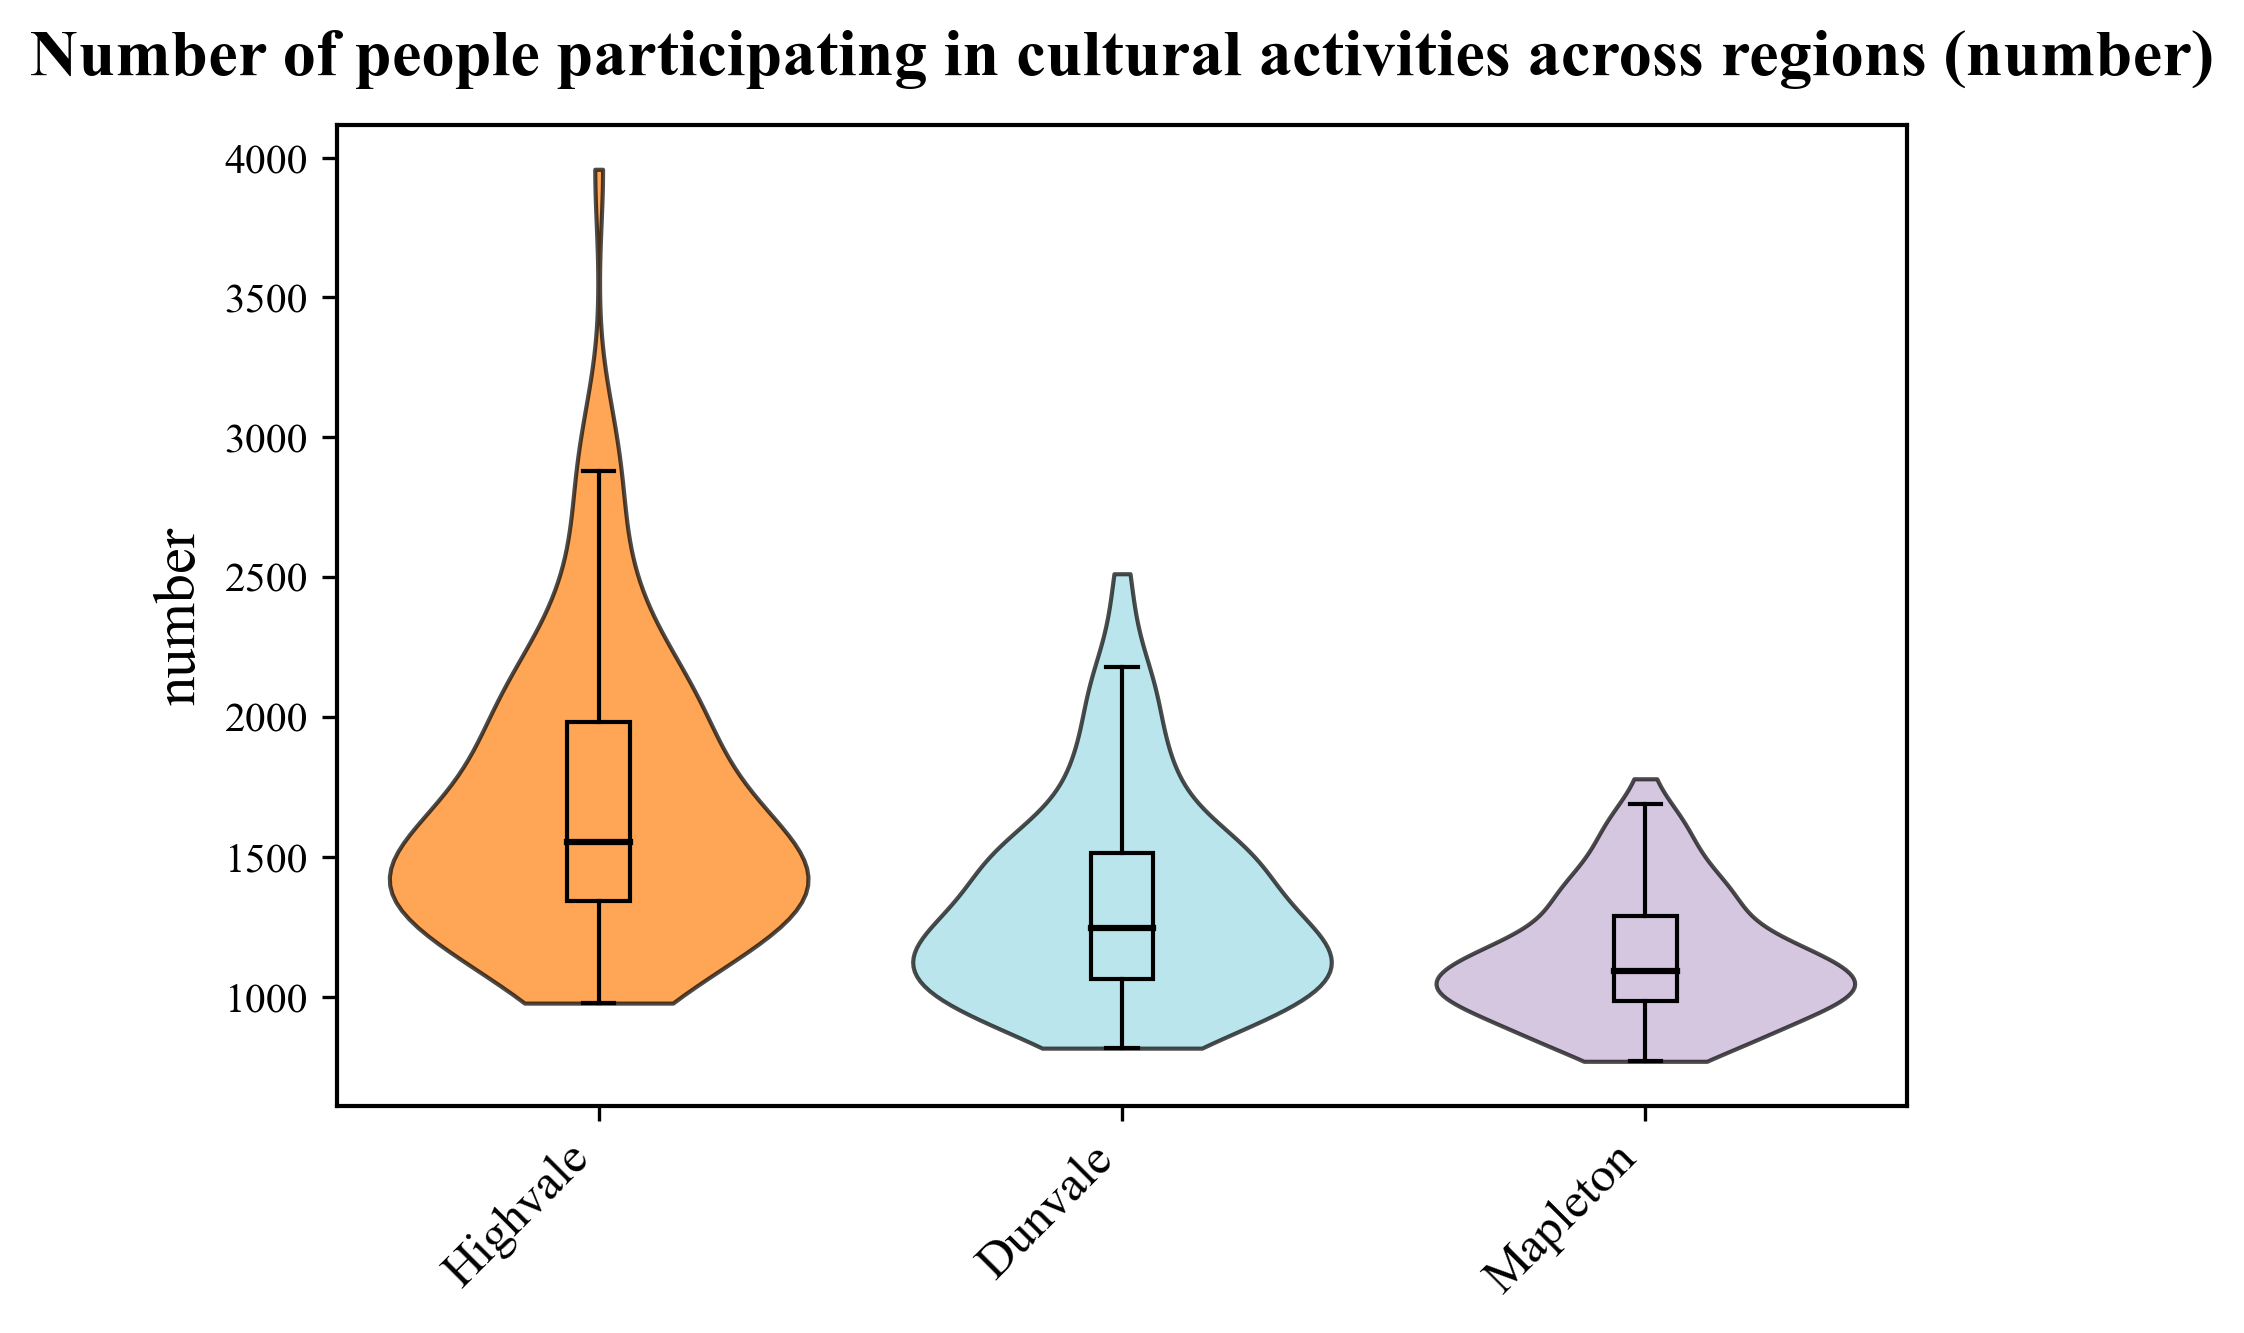 Number of people participating in cultural activities across regions (number)
4000
3500
3000
2500
2000
1500
1000
number
Highvale
Dunvale
Mapleton